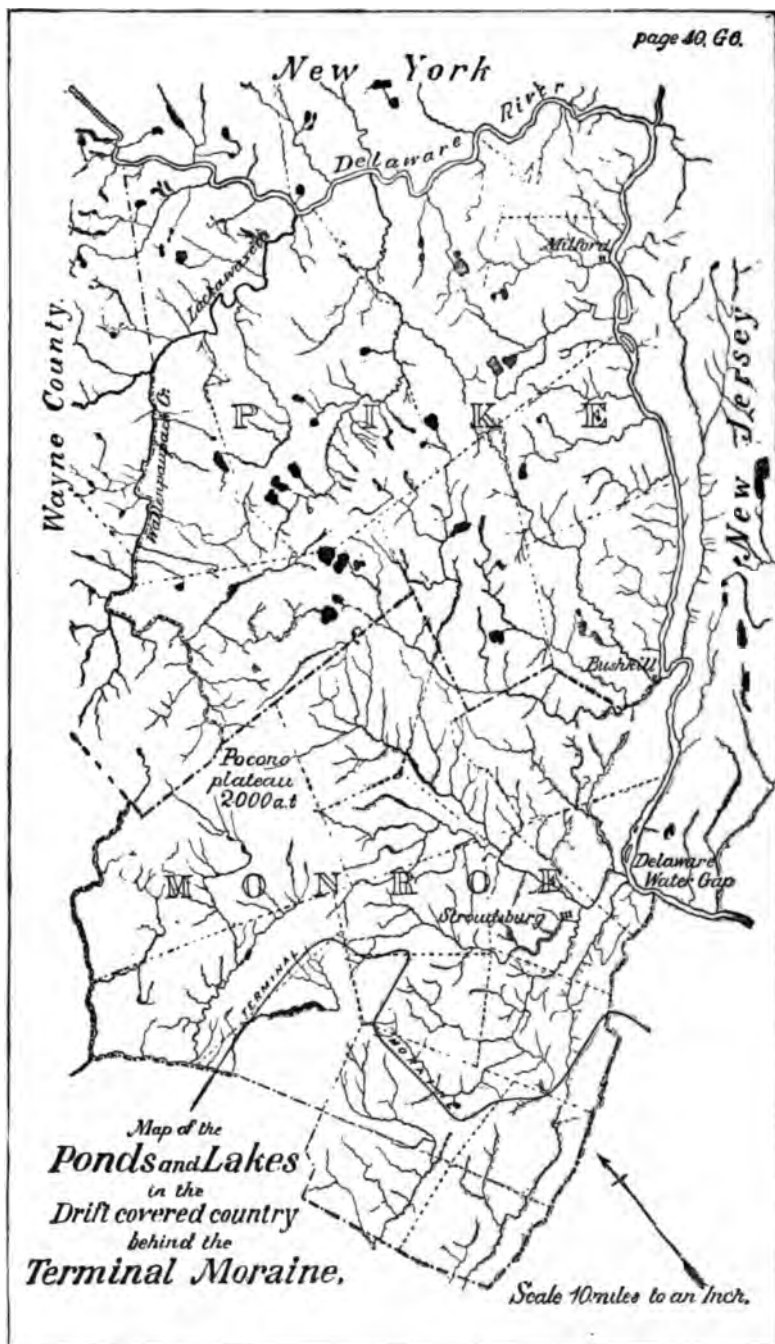 page 40. G6.
New York
Delaware River
Milford
Lackawaxen
Wayne County.
Wallenpaupack Cr.
PIKE
New Jersey
Bushkill
Pocono
plateau
2000 a.t
MONROE
Delaware
Water Gap
Stroudsburg
TERMINAL
MORAINE
Map of the
Ponds and Lakes
in the
Drift covered country
behind the
Terminal Moraine.
Scale 10 miles to an Inch.